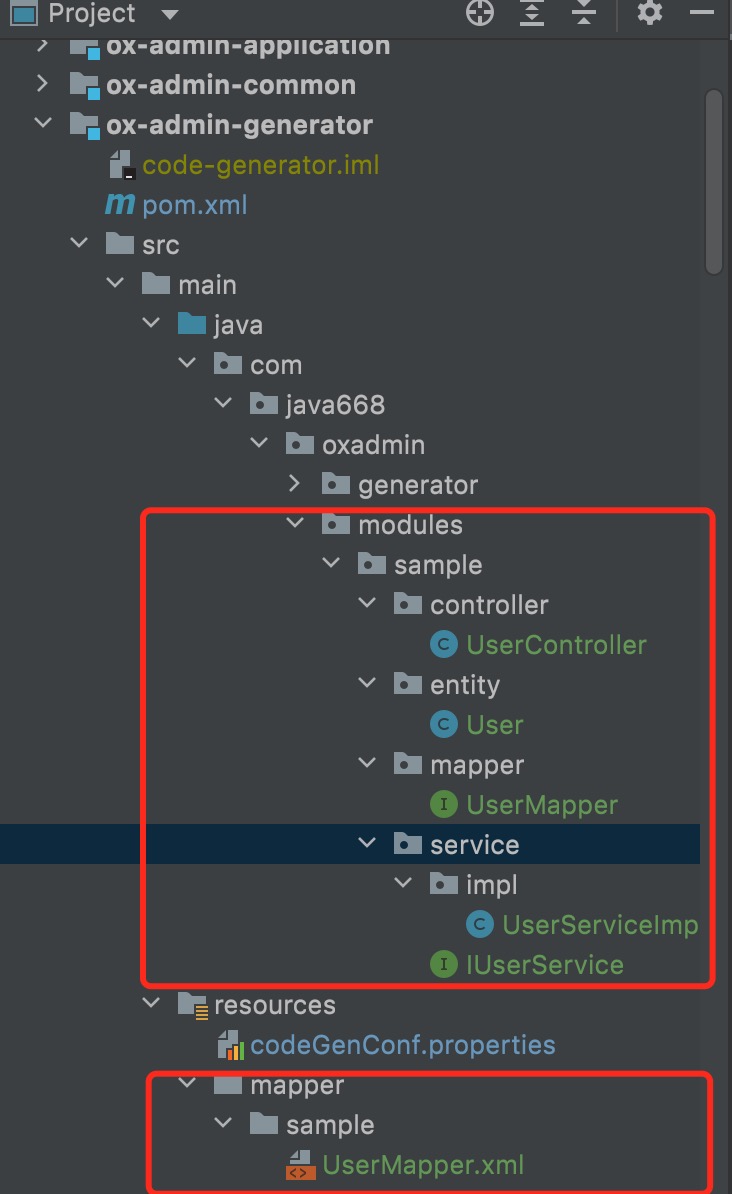 Project
ox-admin-application
ox-admin-common
ox-admin-generator
code-generator.iml
pom.xml
src
main
java
com
java668
oxadmin
generator
modules
sample
controller
UserController
entity
User
mapper
UserMapper
service
impl
UserServiceImp
IUserService
resources
codeGenConf.properties
mapper
sample
UserMapper.xml